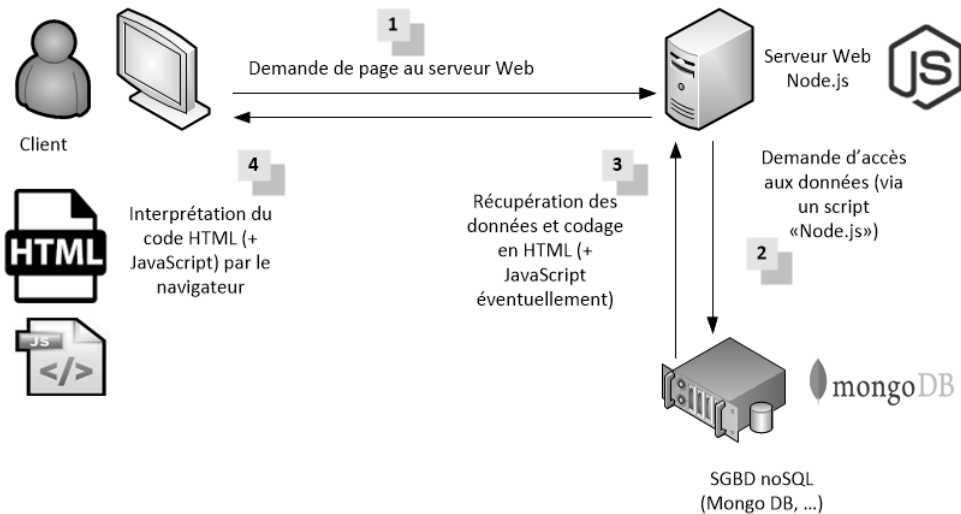 1
Demande de page au serveur Web
Serveur Web
Node.js
JS
Client
4
Interprétation du
code HTML (+
JavaScript) par le
navigateur
HTML
JS
</>
3
Récupération des
données et codage
en HTML (+
JavaScript
éventuellement)
Demande d’accès
aux données (via
un script
«Node.js»)
2
mongoDB
SGBD noSQL
(Mongo DB, …)